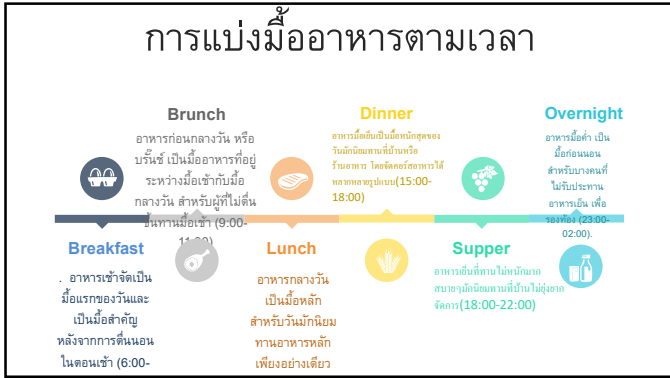 การแบ่งมื้ออาหารตามเวลา
Brunch
อาหารก่อนกลางวัน หรือ
บรั๊นซ์ เป็นมื้ออาหารที่อยู่
ระหว่างมื้อเช้ากับมื้อ
กลางวัน สำหรับผู้ที่ไม่ตื่น
ขึ้นทานมื้อเช้า (9:00-
11:00)
Dinner
อาหารมื้อเย็นเป็นมื้อหนักสุดของ
วันมักนิยมทานที่บ้านหรือ
ร้านอาหาร โดยจัดคอร์สอาหารได้
หลากหลายรูปแบบ(15:00-
18:00)
Overnight
อาหารมื้อค่ำ เป็น
มื้อก่อนนอน
สำหรับบางคนที่
ไม่รับประทาน
อาหารเย็น เพื่อ
รองท้อง (23:00-
02:00).
Breakfast
. อาหารเช้าจัดเป็น
มื้อแรกของวันและ
เป็นมื้อสำคัญ
หลังจากการตื่นนอน
ในตอนเช้า (6:00-
Lunch
อาหารกลางวัน
เป็นมื้อหลัก
สำหรับวันมักนิยม
ทานอาหารหลัก
เพียงอย่างเดียว
Supper
อาหารเย็นที่ทานไม่หนักมาก
สบายๆมักนิยมทานที่บ้านไม่ยุ่งยาก
จัดการ(18:00-22:00)